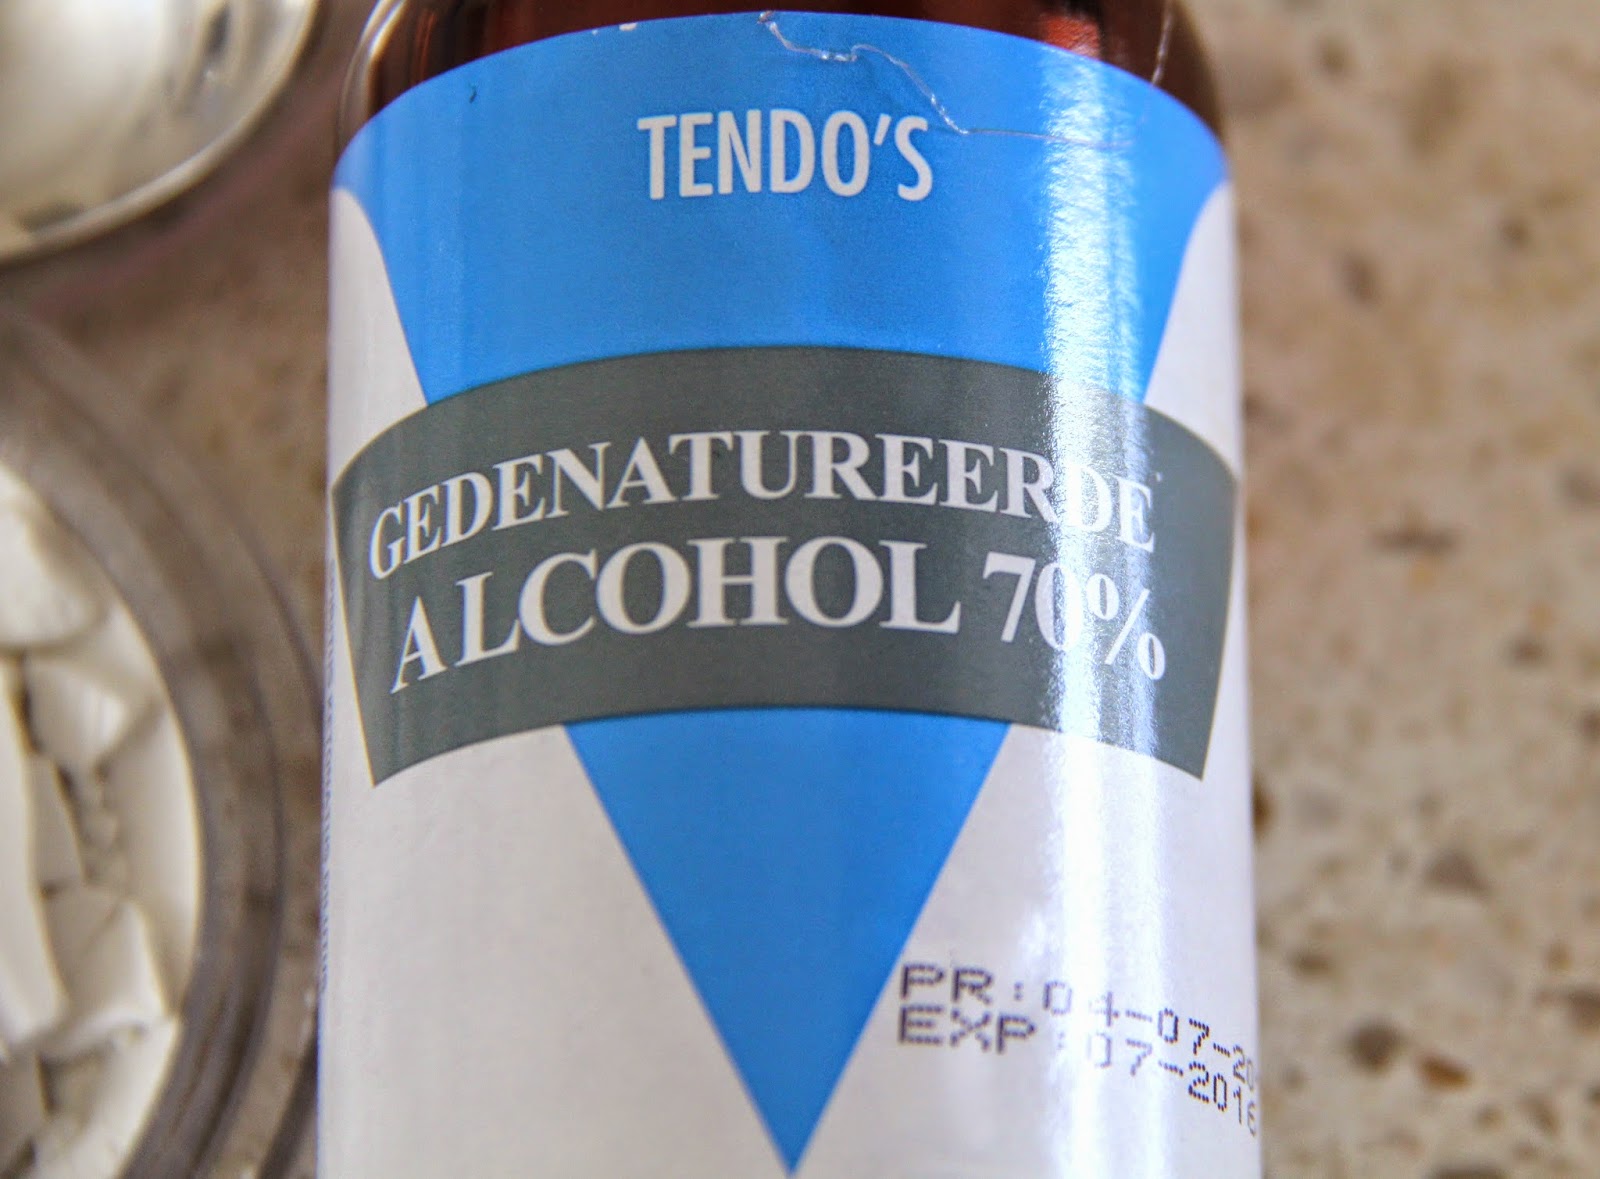 TENDO'S
GEDENATUREERDE
ALCOHOL 70%
PR:04-07-20
EXP:07-2016